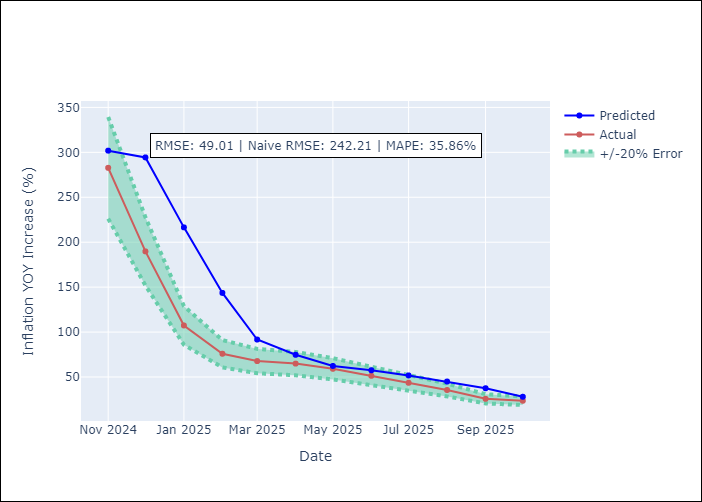 RMSE: 49.01 | Naive RMSE: 242.21 | MAPE: 35.86%
Predicted
Actual
+/-20% Error
Inflation YOY Increase (%)
350
300
250
200
150
100
50
Nov 2024 Jan 2025 Mar 2025 May 2025 Jul 2025 Sep 2025
Date